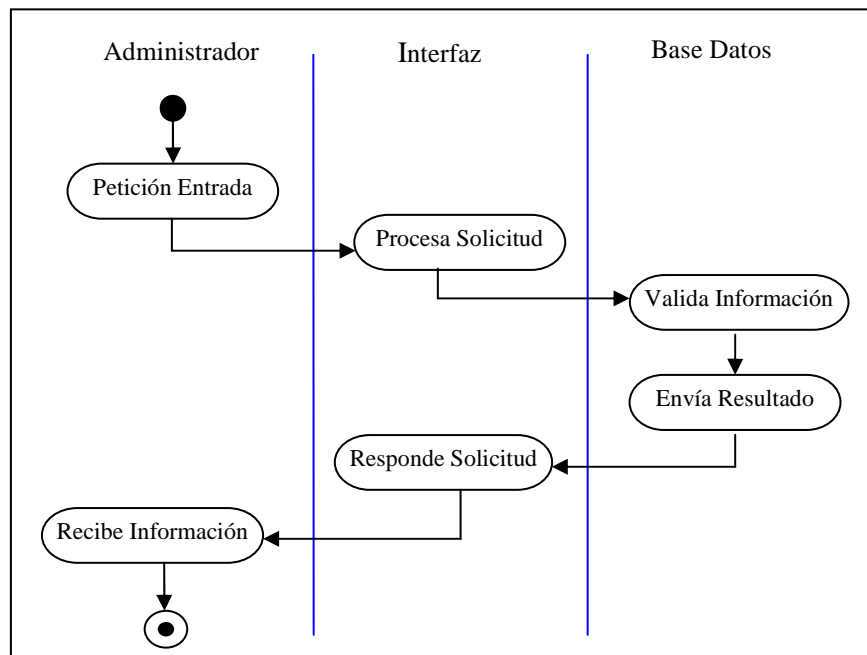 Administrador
Interfaz
Base Datos
Petición Entrada
Procesa Solicitud
Valida Información
Envía Resultado
Responde Solicitud
Recibe Información